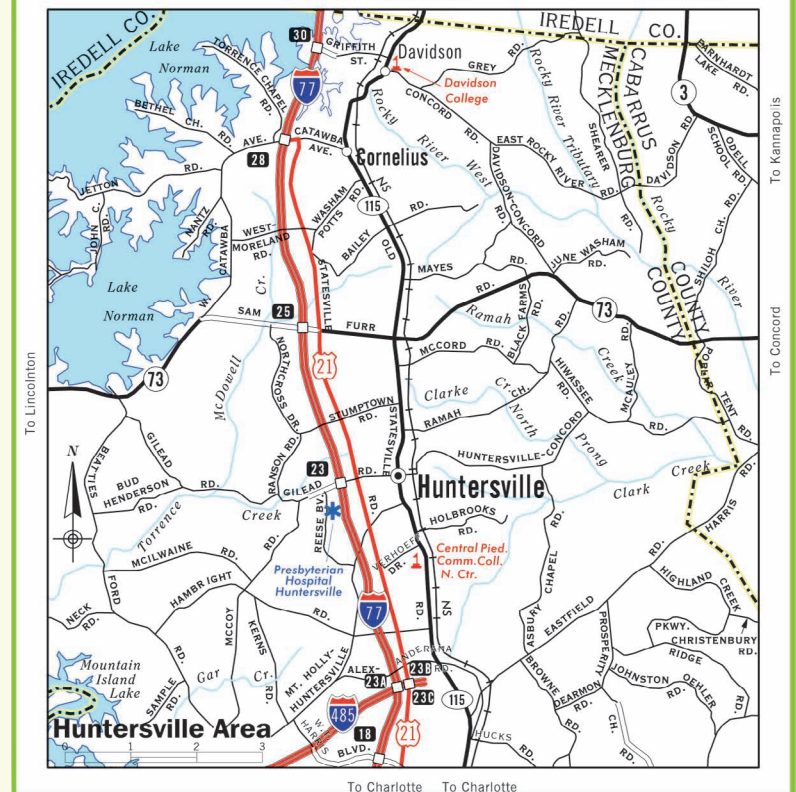 IREDELL CO.
IREDELL CO.
30
GRIFFITH
ST.
Davidson
Lake
Norman
TORRENCE CHAPEL
RD.
77
GREY RD.
Davidson
College
Rocky River Tributary
CABARRUS
MECKLENBURG
COUNTY
COUNTY
EARNHARDT
LAKE RD.
3
To Kannapolis
BETHEL CH. RD.
CONCORD RD.
Rocky River West
SHEARER
RD.
ODELL
SCHOOL RD.
CATAWBA
AVE.
AVE.
28
Cornelius
EAST ROCKY
RIVER RD.
DAVIDSON RD.
JETTON RD.
NS
115
WASHAM
POTTS RD.
DAVIDSON-CONCORD
RD.
Rocky River
JOHN C.
RD.
NANTZ
RD.
W. CATAWBA
WEST-
MORELAND
RD.
BAILEY RD.
OLD STATESVILLE RD.
JUNE WASHAM
RD.
SHILOH CH. RD.
Lake
Norman
STATESVILLE
RD.
MAYES RD.
RD.
BLACK FARMS
RD.
RD.
73
SAM FURR
25
Ramah Creek
To Concord
21
McCORD RD.
73
NORTHCROSS DR.
McDowell Cr.
HIWASSEE
RD.
McAULEY
RD.
POPLAR TENT RD.
To Lincolnton
STUMPTOWN
RD.
Clarke Cr.
CH.
RAMAH
North Prong
BEATTIES FORD
RD.
GILEAD
RANSON RD.
HUNTERSVILLE-CONCORD
RD.
N
23
GILEAD RD.
Huntersville
Clark Creek
BUD
HENDERSON RD.
Torrence Creek
REESE BV.
HOLBROOKS
RD.
HARRIS
RD.
McILWAINE RD.
VERHOEFF
DR.
Central Pied.
Comm.Coll.
N. Ctr.
Presbyterian
Hospital
Huntersville
HAMBRIGHT
RD.
HIGHLAND CREEK
PKWY.
ASBURY CHAPEL
RD.
77
NS
EASTFIELD
RD.
CHRISTENBURY
RD.
NECK
RD.
McCOY
RD.
KERNS
RD.
MT. HOLLY-
HUNTERSVILLE
PROSPERITY
CH.
RD.
RIDGE
RD.
Mountain
Island
Lake
Gar Cr.
SAMPLE
RD.
ALEX-
ANDERANA
RD.
23A
23B
23C
115
BROWNE
DEARMON
RD.
JOHNSTON
RD.
OEHLER
485
W. HARRIS
BLVD.
18
21
HUCKS
RD.
Huntersville Area
0 1 2 3
To Charlotte To Charlotte